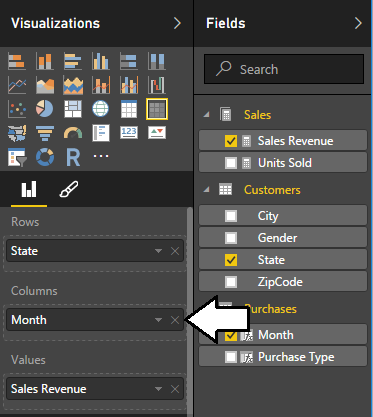 Visualizations
Fields
Search
R
123
Rows
State
Columns
Month
Values
Sales Revenue
Sales
Sales Revenue
Units Sold
Customers
City
Gender
State
ZipCode
Purchases
Month
Purchase Type